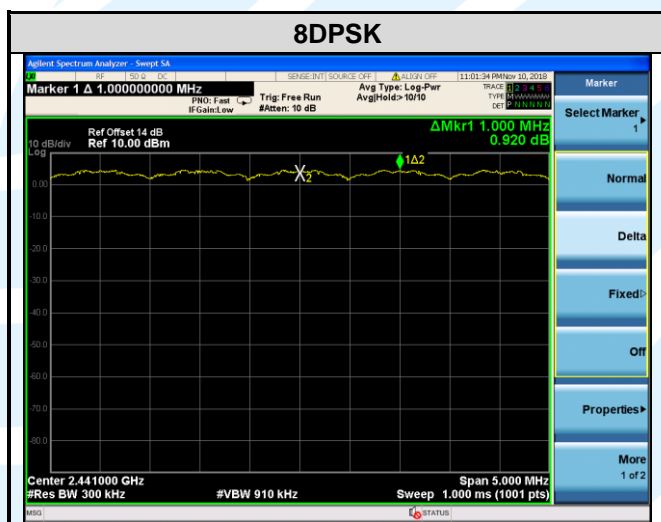 8DPSK
Agilent Spectrum Analyzer - Swept SA
RF 50 Ω DC SENSE:INT SOURCE OFF ALIGN OFF 11:01:34 PM Nov 10, 2018
Marker 1 Δ 1.000000000 MHz
PNO: Fast
IFGain:Low
Trig: Free Run
#Atten: 10 dB
Avg Type: Log-Pwr
Avg|Hold:> 10/10
TRACE 1 2 3 4 5 6
TYPE MWWWWW
DET P N N N N N
Ref Offset 14 dB
10 dB/div Ref 10.00 dBm
Log
ΔMkr1 1.000 MHz
0.920 dB
1Δ2
2
0.00
-10.0
-20.0
-30.0
-40.0
-50.0
-60.0
-70.0
-80.0
Center 2.441000 GHz
Span 5.000 MHz
#Res BW 300 kHz
#VBW 910 kHz
Sweep 1.000 ms (1001 pts)
MSG
STATUS
Marker
Select Marker
1
Normal
Delta
Fixed
Off
Properties
More
1 of 2